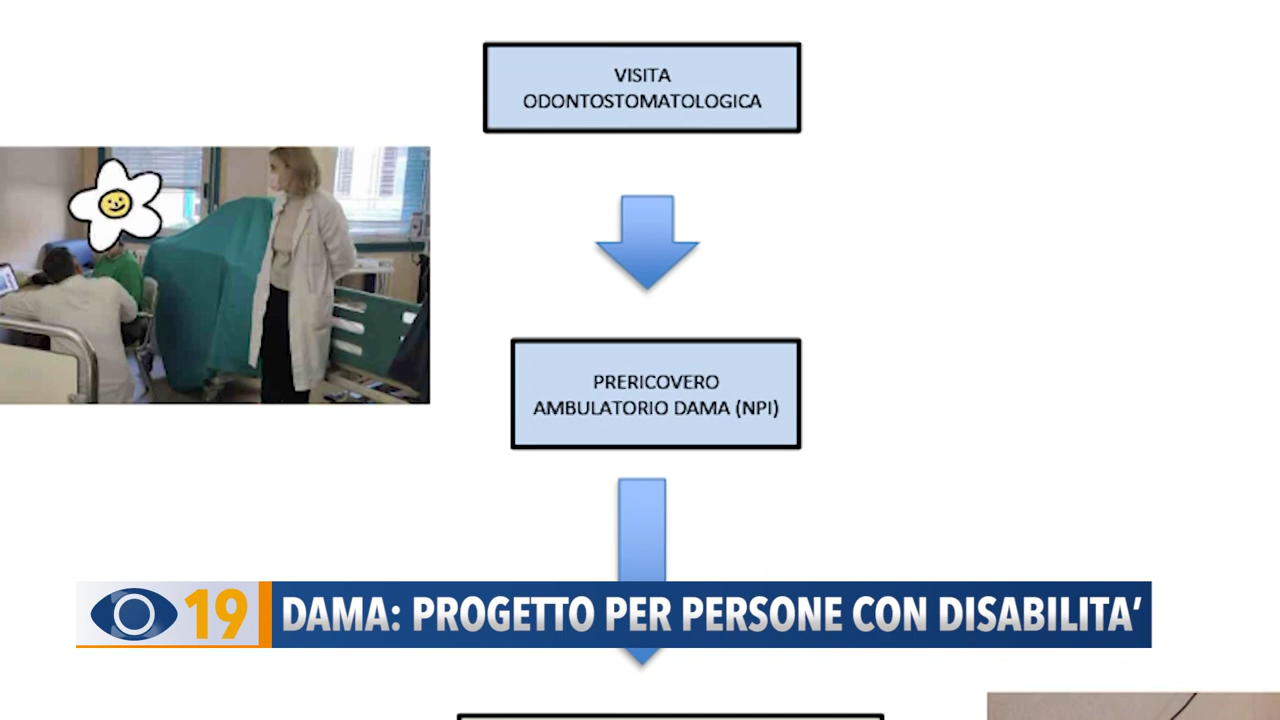 VISITA
ODONTOSTOMATOLOGICA
PRERICOVERO
AMBULATORIO DAMA (NPI)
19
DAMA: PROGETTO PER PERSONE CON DISABILITA'